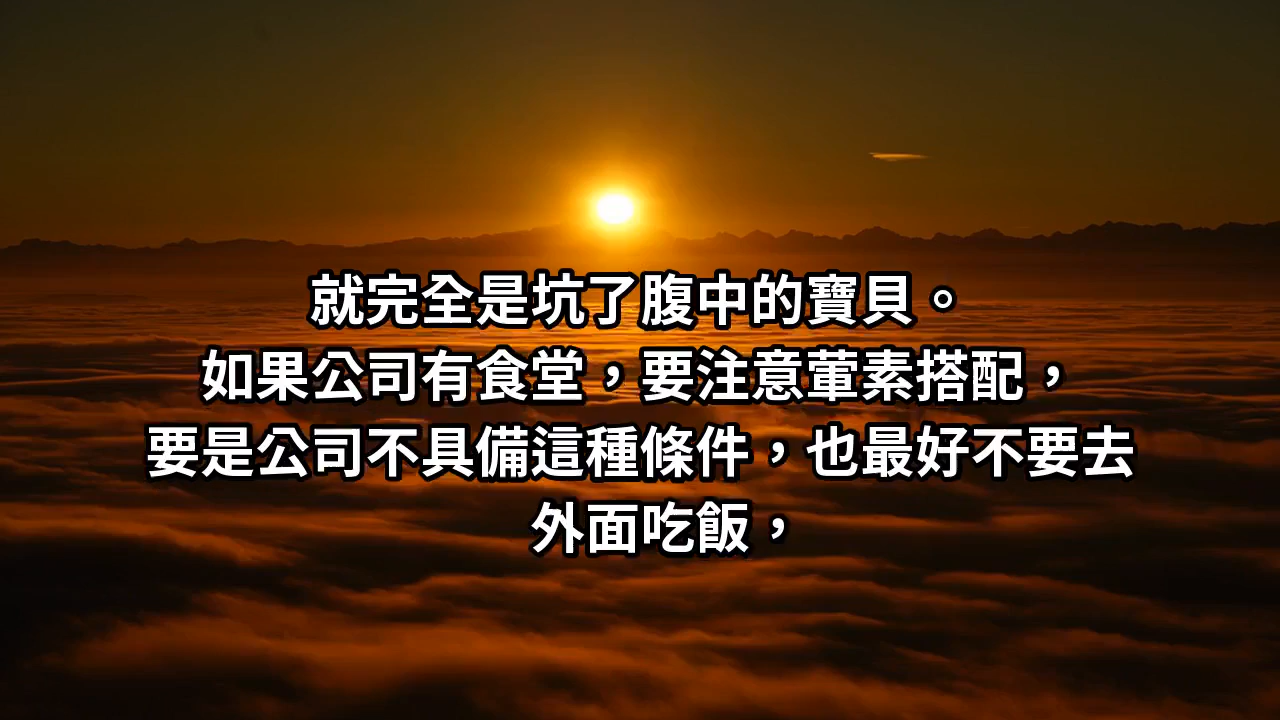 就完全是坑了腹中的寶貝。
如果公司有食堂，要注意葷素搭配，
要是公司不具備這種條件，也最好不要去
外面吃飯，